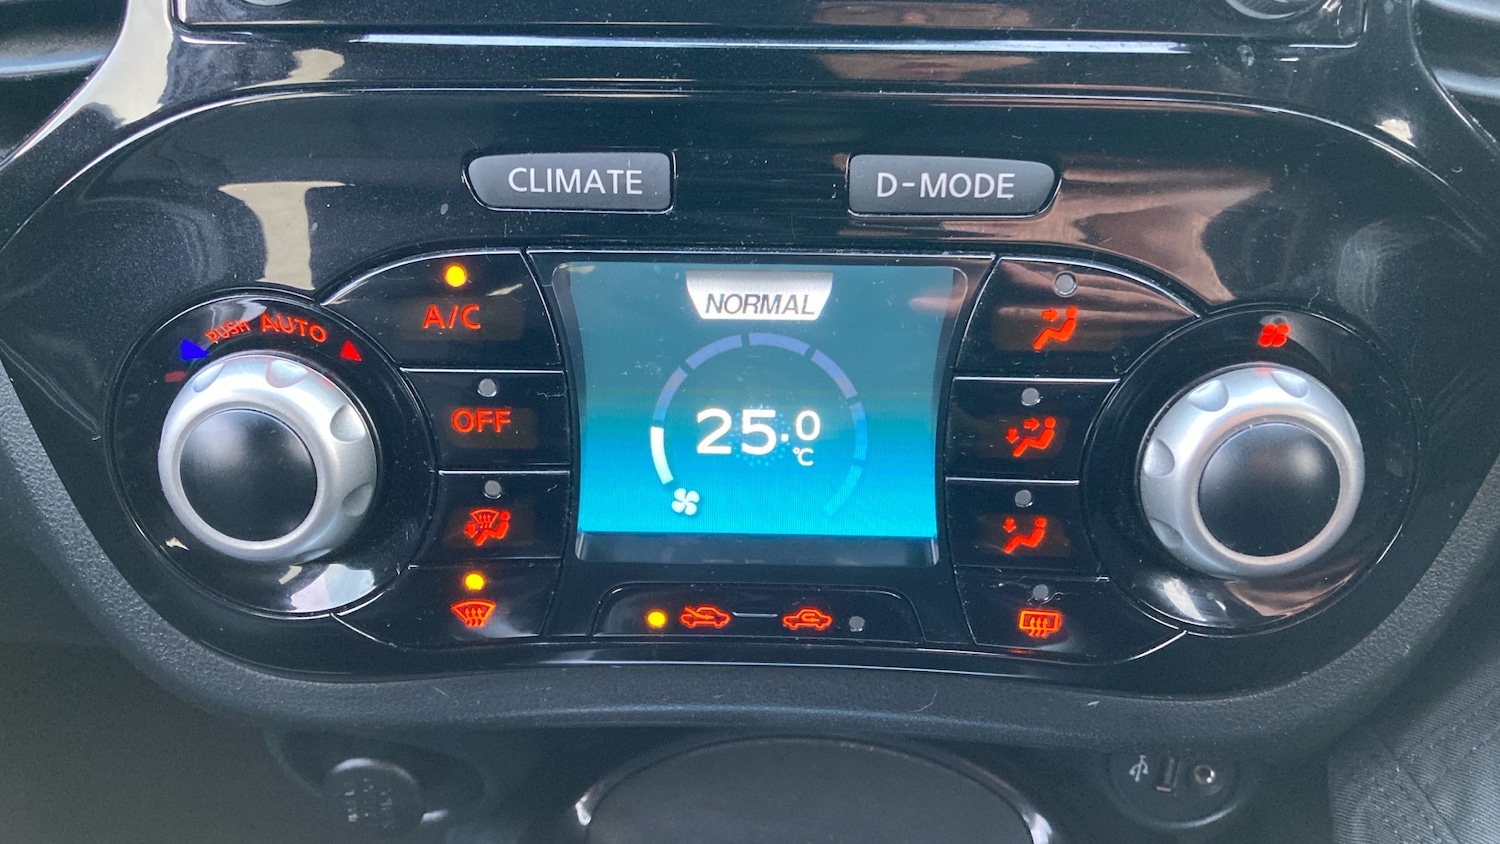 CLIMATE
D-MODE
PUSH AUTO
A/C
NORMAL
OFF
25.0
°C